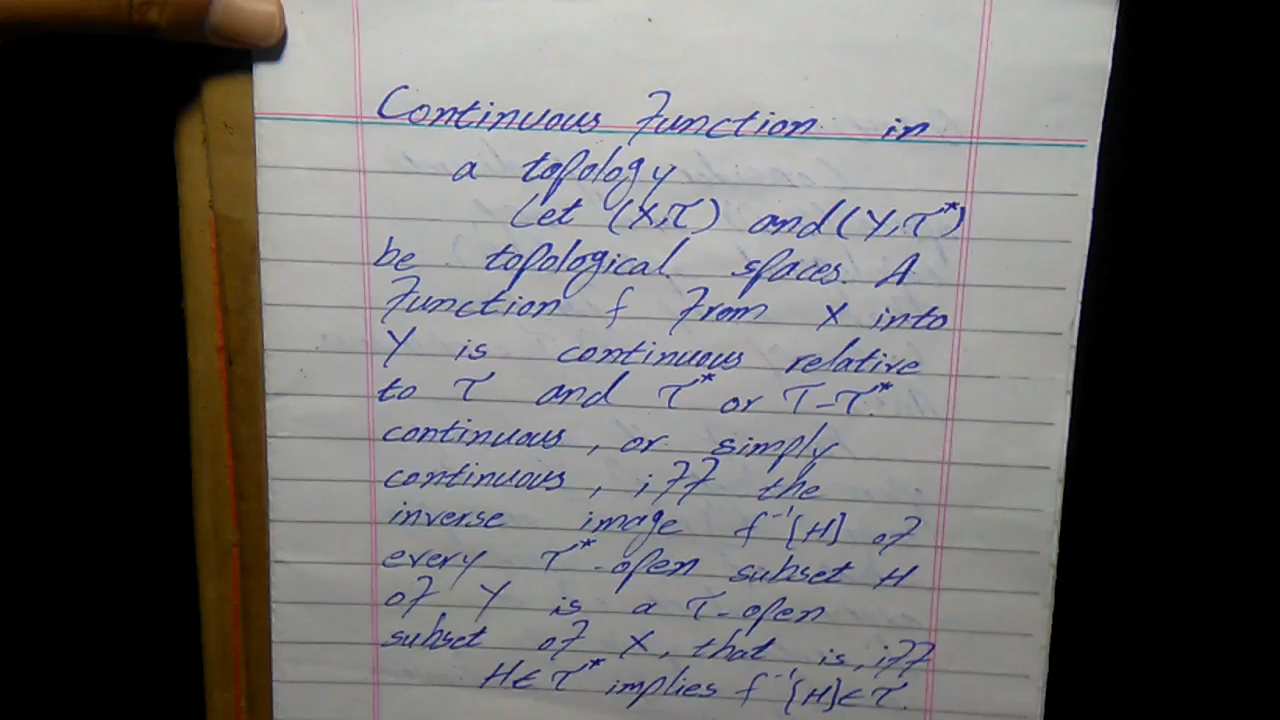 Continuous Function in
a topology
Let (X,τ) and (Y,τ*)
be topological spaces. A
Function f From X into
Y is continuous relative
to τ and τ* or τ-τ*
continuous, or simply
continuous, iff the
inverse image f⁻¹[H] of
every τ*-open subset H
of Y is a τ-open
subset of X, that is, iff
H∈τ* implies f⁻¹[H]∈τ.